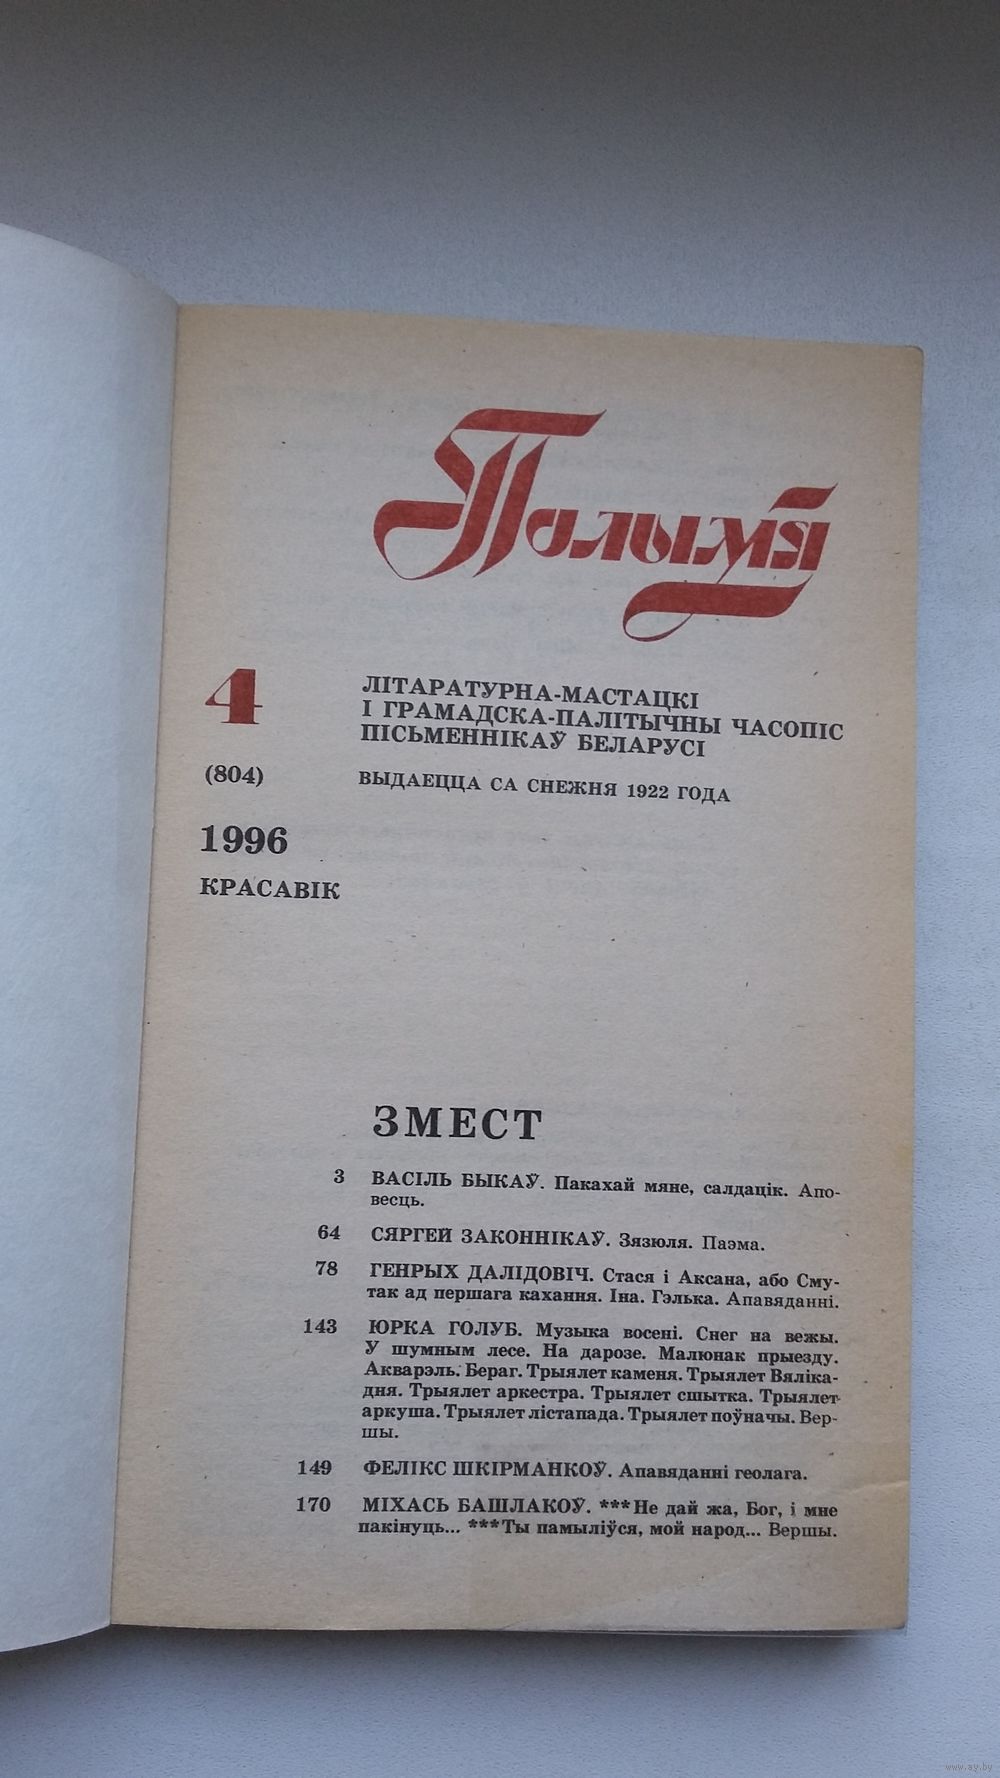 Полымя
4
ЛІТАРАТУРНА-МАСТАЦКІ
І ГРАМАДСКА-ПАЛІТЫЧНЫ ЧАСОПІС
ПІСЬМЕННІКАЎ БЕЛАРУСІ
(804)
ВЫДАЕЦЦА СА СНЕЖНЯ 1922 ГОДА
1996
КРАСАВІК
ЗМЕСТ
3 ВАСІЛЬ БЫКАЎ. Пакахай мяне, салдацік. Апо-
весць.
64 СЯРГЕЙ ЗАКОННІКАЎ. Зязюля. Паэма.
78 ГЕНРЫХ ДАЛІДОВІЧ. Стася і Аксана, або Сму-
так ад першага кахання. Іна. Гэлька. Апавяданні.
143 ЮРКА ГОЛУБ. Музыка восені. Снег на вежы.
У шумным лесе. На дарозе. Малюнак прыезду.
Акварэль. Бераг. Трыялет каменя. Трыялет Вяліка-
дня. Трыялет аркестра. Трыялет сшытка. Трыялет
аркуша. Трыялет лістапада. Трыялет поўначы. Вер-
шы.
149 ФЕЛІКС ШКІРМАНКОЎ. Апавяданні геолага.
170 МІХАСЬ БАШЛАКОЎ. ***Не дай жа, Бог, і мне
пакінуць... ***Ты памыліўся, мой народ... Вершы.
www.ay.by